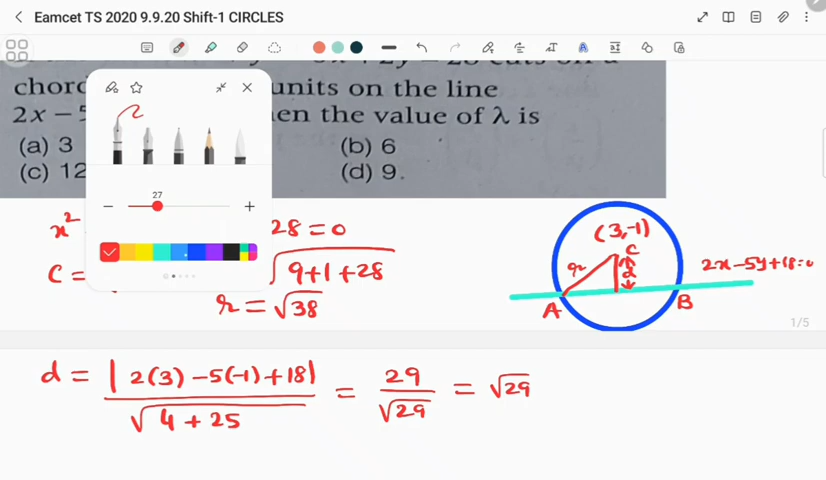 Eamcet TS 2020 9.9.20 Shift-1 CIRCLES
chord units on the line
2x - 5 then the value of λ is
(a) 3 (b) 6
(c) 12 (d) 9.
27
x² 28 = 0
C = √9+1+28
r = √38
(3,-1)
C
r
d
A
B
2x-5y+18=0
1/5
d = |2(3) -5(-1)+18| / √4+25 = 29/√29 = √29